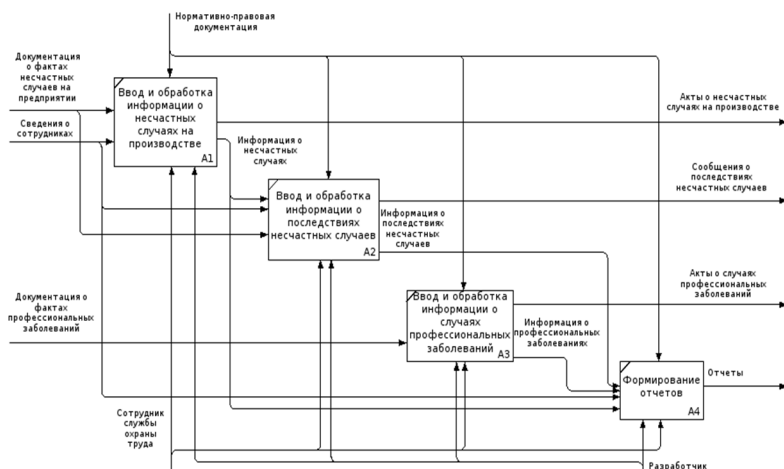 Нормативно-правовая
документация
Документация
о фактах
несчастных
случаев на
предприятии
Сведения о
сотрудниках
Ввод и обработка
информации о
несчастных
случаях на
производстве
A1
Акты о несчастных
случаях на производстве
Информация о
несчастных
случаях
Сообщения о
последствиях
несчастных случаев
Ввод и обработка
информации о
последствиях
несчастных случаев
A2
Информация о
последствиях
несчастных
случаев
Документация о
фактах
профессиональных
заболеваний
Ввод и обработка
информации о
случаях
профессиональных
заболеваний
A3
Акты о случаях
профессиональных
заболеваний
Информация о
профессиональных
заболеваниях
Формирование
отчетов
A4
Отчеты
Сотрудник
службы
охраны
труда
Разработчик